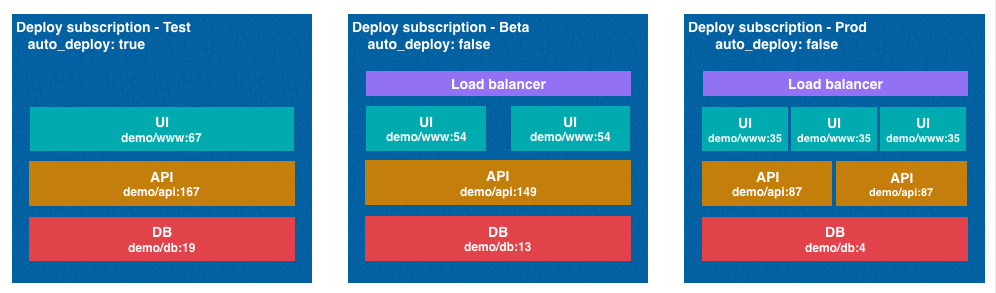 Deploy subscription - Test
auto_deploy: true
UI
demo/www:67
API
demo/api:167
DB
demo/db:19
Deploy subscription - Beta
auto_deploy: false
Load balancer
UI
demo/www:54
UI
demo/www:54
API
demo/api:149
DB
demo/db:13
Deploy subscription - Prod
auto_deploy: false
Load balancer
UI
demo/www:35
UI
demo/www:35
UI
demo/www:35
API
demo/api:87
API
demo/api:87
DB
demo/db:4